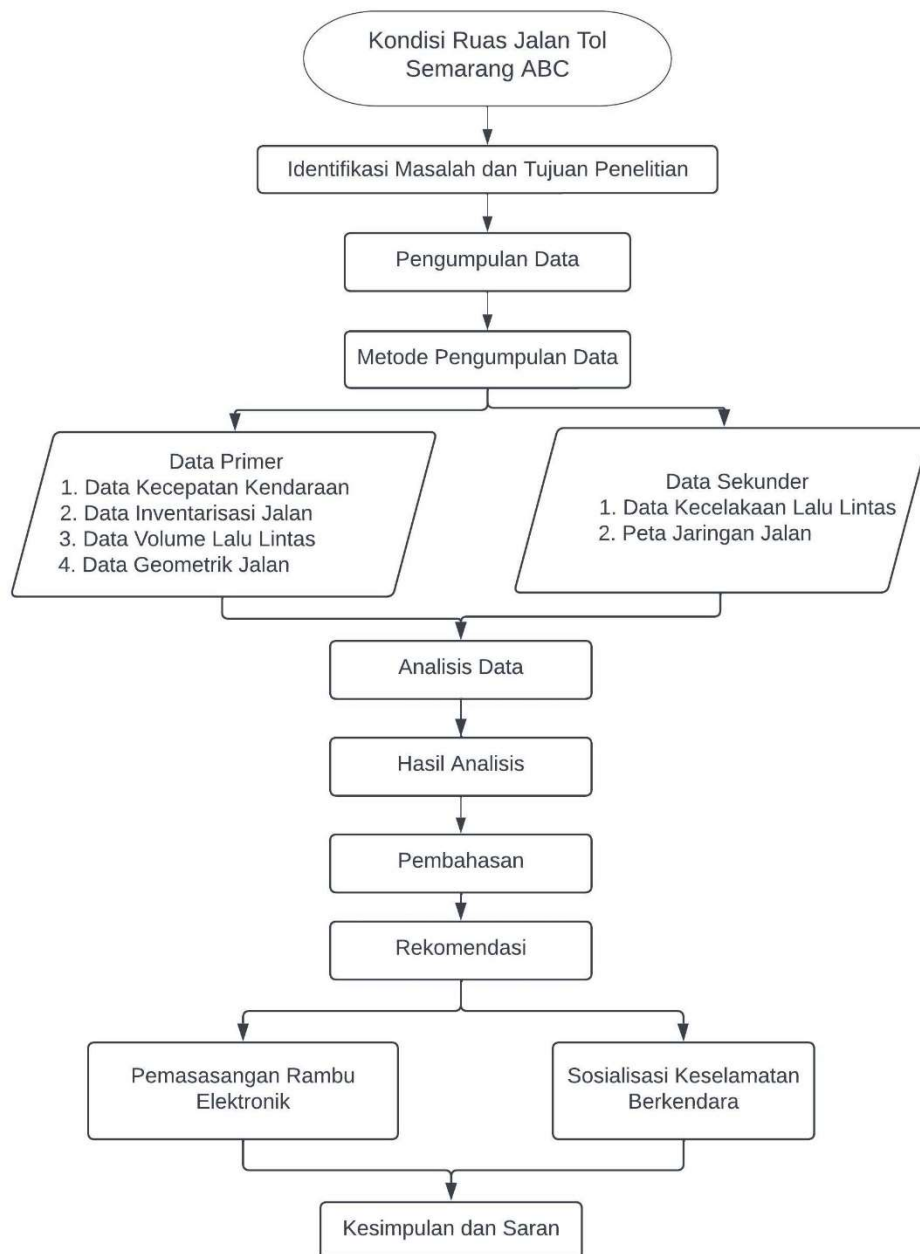 Kondisi Ruas Jalan Tol
Semarang ABC
Identifikasi Masalah dan Tujuan Penelitian
Pengumpulan Data
Metode Pengumpulan Data
Data Primer
1. Data Kecepatan Kendaraan
2. Data Inventarisasi Jalan
3. Data Volume Lalu Lintas
4. Data Geometrik Jalan
Data Sekunder
1. Data Kecelakaan Lalu Lintas
2. Peta Jaringan Jalan
Analisis Data
Hasil Analisis
Pembahasan
Rekomendasi
Pemasasangan Rambu
Elektronik
Sosialisasi Keselamatan
Berkendara
Kesimpulan dan Saran